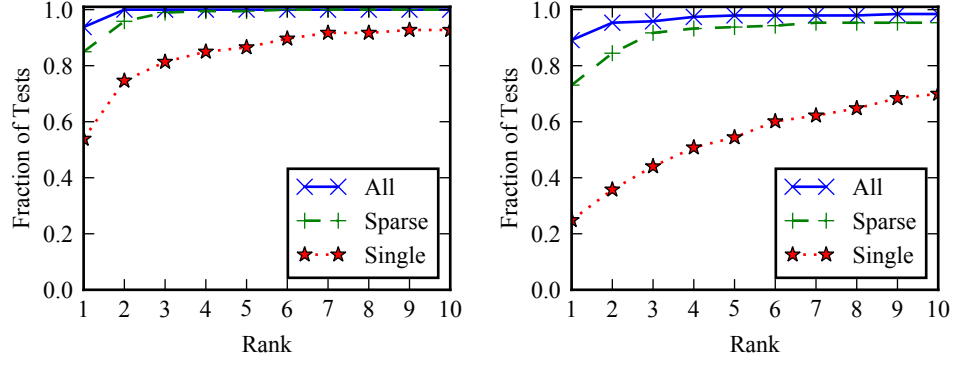 Fraction of Tests
1.0
0.8
0.6
0.4
0.2
0.0
All
Sparse
Single
1 2 3 4 5 6 7 8 9 10
Rank
Fraction of Tests
1.0
0.8
0.6
0.4
0.2
0.0
All
Sparse
Single
1 2 3 4 5 6 7 8 9 10
Rank